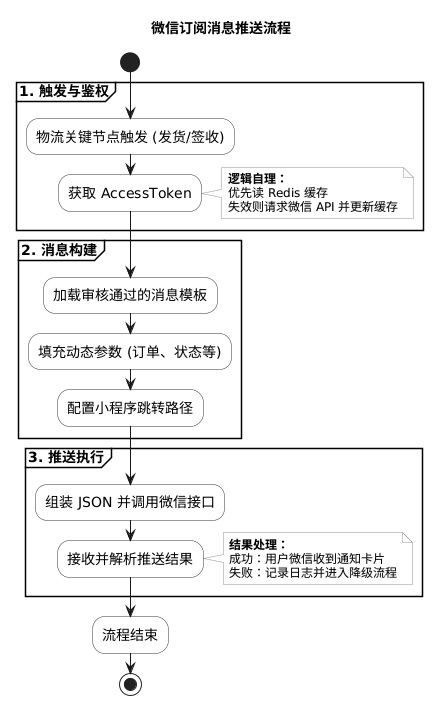 微信订阅消息推送流程
1. 触发与鉴权
物流关键节点触发 (发货/签收)
获取 AccessToken
逻辑自理：
优先读 Redis 缓存
失效则请求微信 API 并更新缓存
2. 消息构建
加载审核通过的消息模板
填充动态参数 (订单、状态等)
配置小程序跳转路径
3. 推送执行
组装 JSON 并调用微信接口
接收并解析推送结果
结果处理：
成功：用户微信收到通知卡片
失败：记录日志并进入降级流程
流程结束